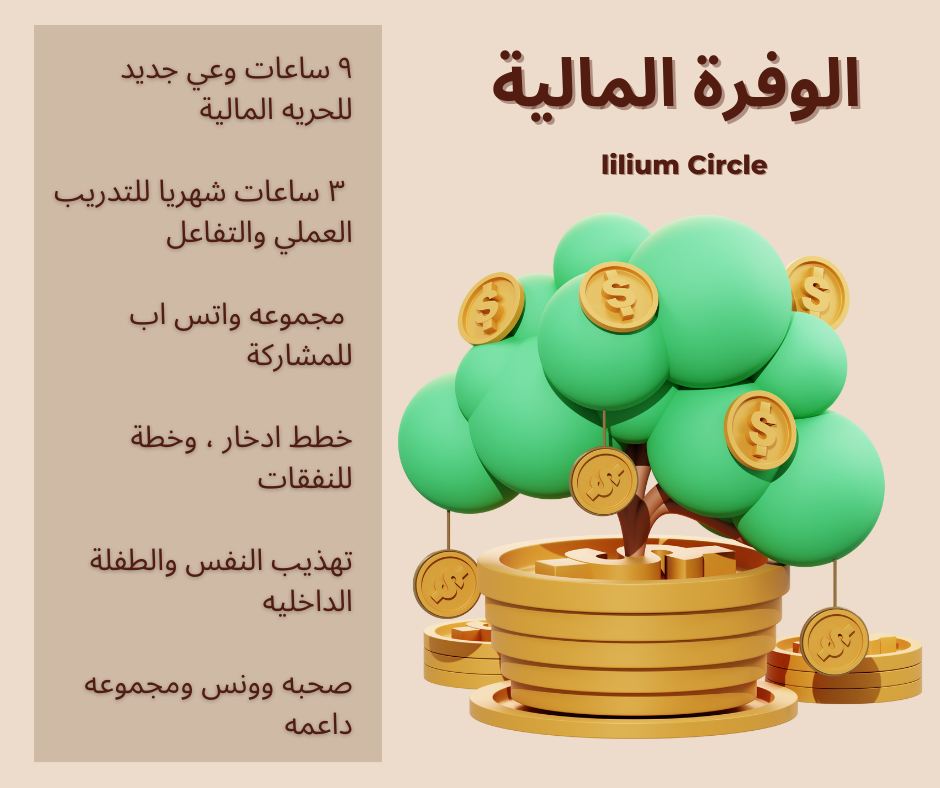 الوفرة المالية
lilium Circle
٩ ساعات وعي جديد
للحريه المالية
٣ ساعات شهريا للتدريب
العملي والتفاعل
مجموعه واتس اب
للمشاركة
خطط ادخار ، وخطة
للنفقات
تهذيب النفس والطفلة
الداخليه
صحبه وونس ومجموعه
داعمه